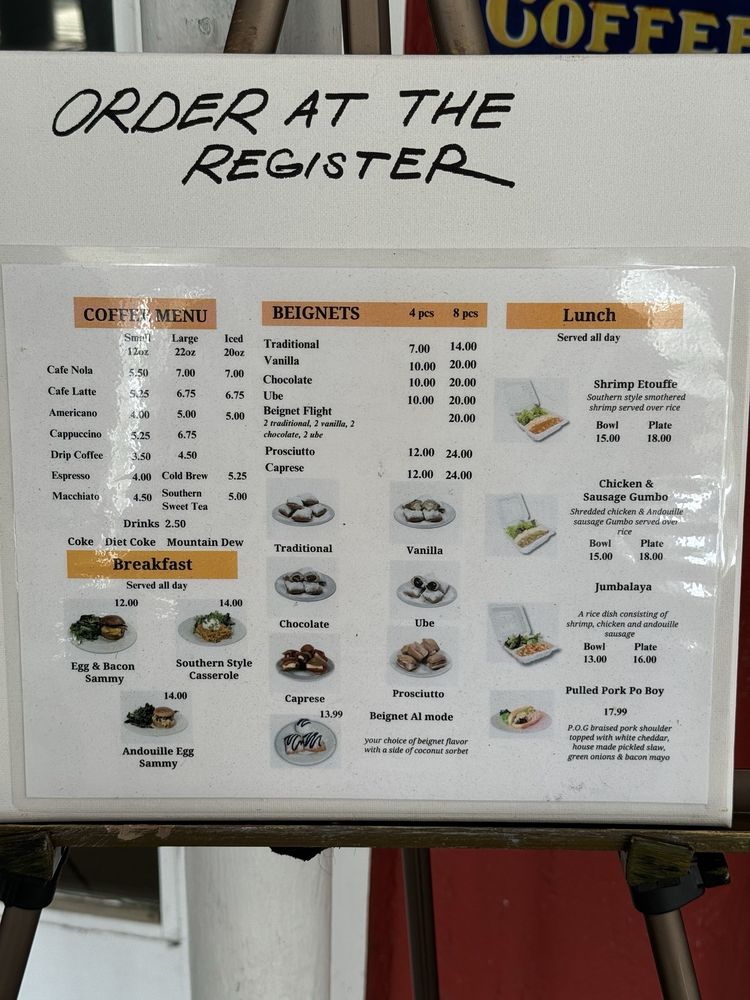 COFFEE
ORDER AT THE
REGISTER
COFFEE MENU
Small Large Iced
12oz 22oz 20oz
Cafe Nola 5.50 7.00 7.00
Cafe Latte 5.25 6.75 6.75
Americano 4.00 5.00 5.00
Cappuccino 5.25 6.75
Drip Coffee 3.50 4.50
Espresso 4.00 Cold Brew 5.25
Macchiato 4.50 Southern Sweet Tea 5.00
Drinks 2.50
Coke Diet Coke Mountain Dew
Breakfast
Served all day
12.00 14.00
Egg & Bacon
Sammy
Southern Style
Casserole
14.00
Andouille Egg
Sammy
BEIGNETS 4 pcs 8 pcs
Traditional 7.00 14.00
Vanilla 10.00 20.00
Chocolate 10.00 20.00
Ube 10.00 20.00
Beignet Flight 20.00
2 traditional, 2 vanilla, 2
chocolate, 2 ube
Prosciutto 12.00 24.00
Caprese 12.00 24.00
Traditional Vanilla
Chocolate Ube
Caprese Prosciutto
13.99 Beignet Al mode
your choice of beignet flavor
with a side of coconut sorbet
Lunch
Served all day
Shrimp Etouffe
Southern style smothered
shrimp served over rice
Bowl Plate
15.00 18.00
Chicken &
Sausage Gumbo
Shredded chicken & Andouille
sausage Gumbo served over
rice
Bowl Plate
15.00 18.00
Jumbalaya
A rice dish consisting of
shrimp, chicken and andouille
sausage
Bowl Plate
13.00 16.00
Pulled Pork Po Boy
17.99
P.O.G braised pork shoulder
topped with white cheddar,
house made pickled slaw,
green onions & bacon mayo